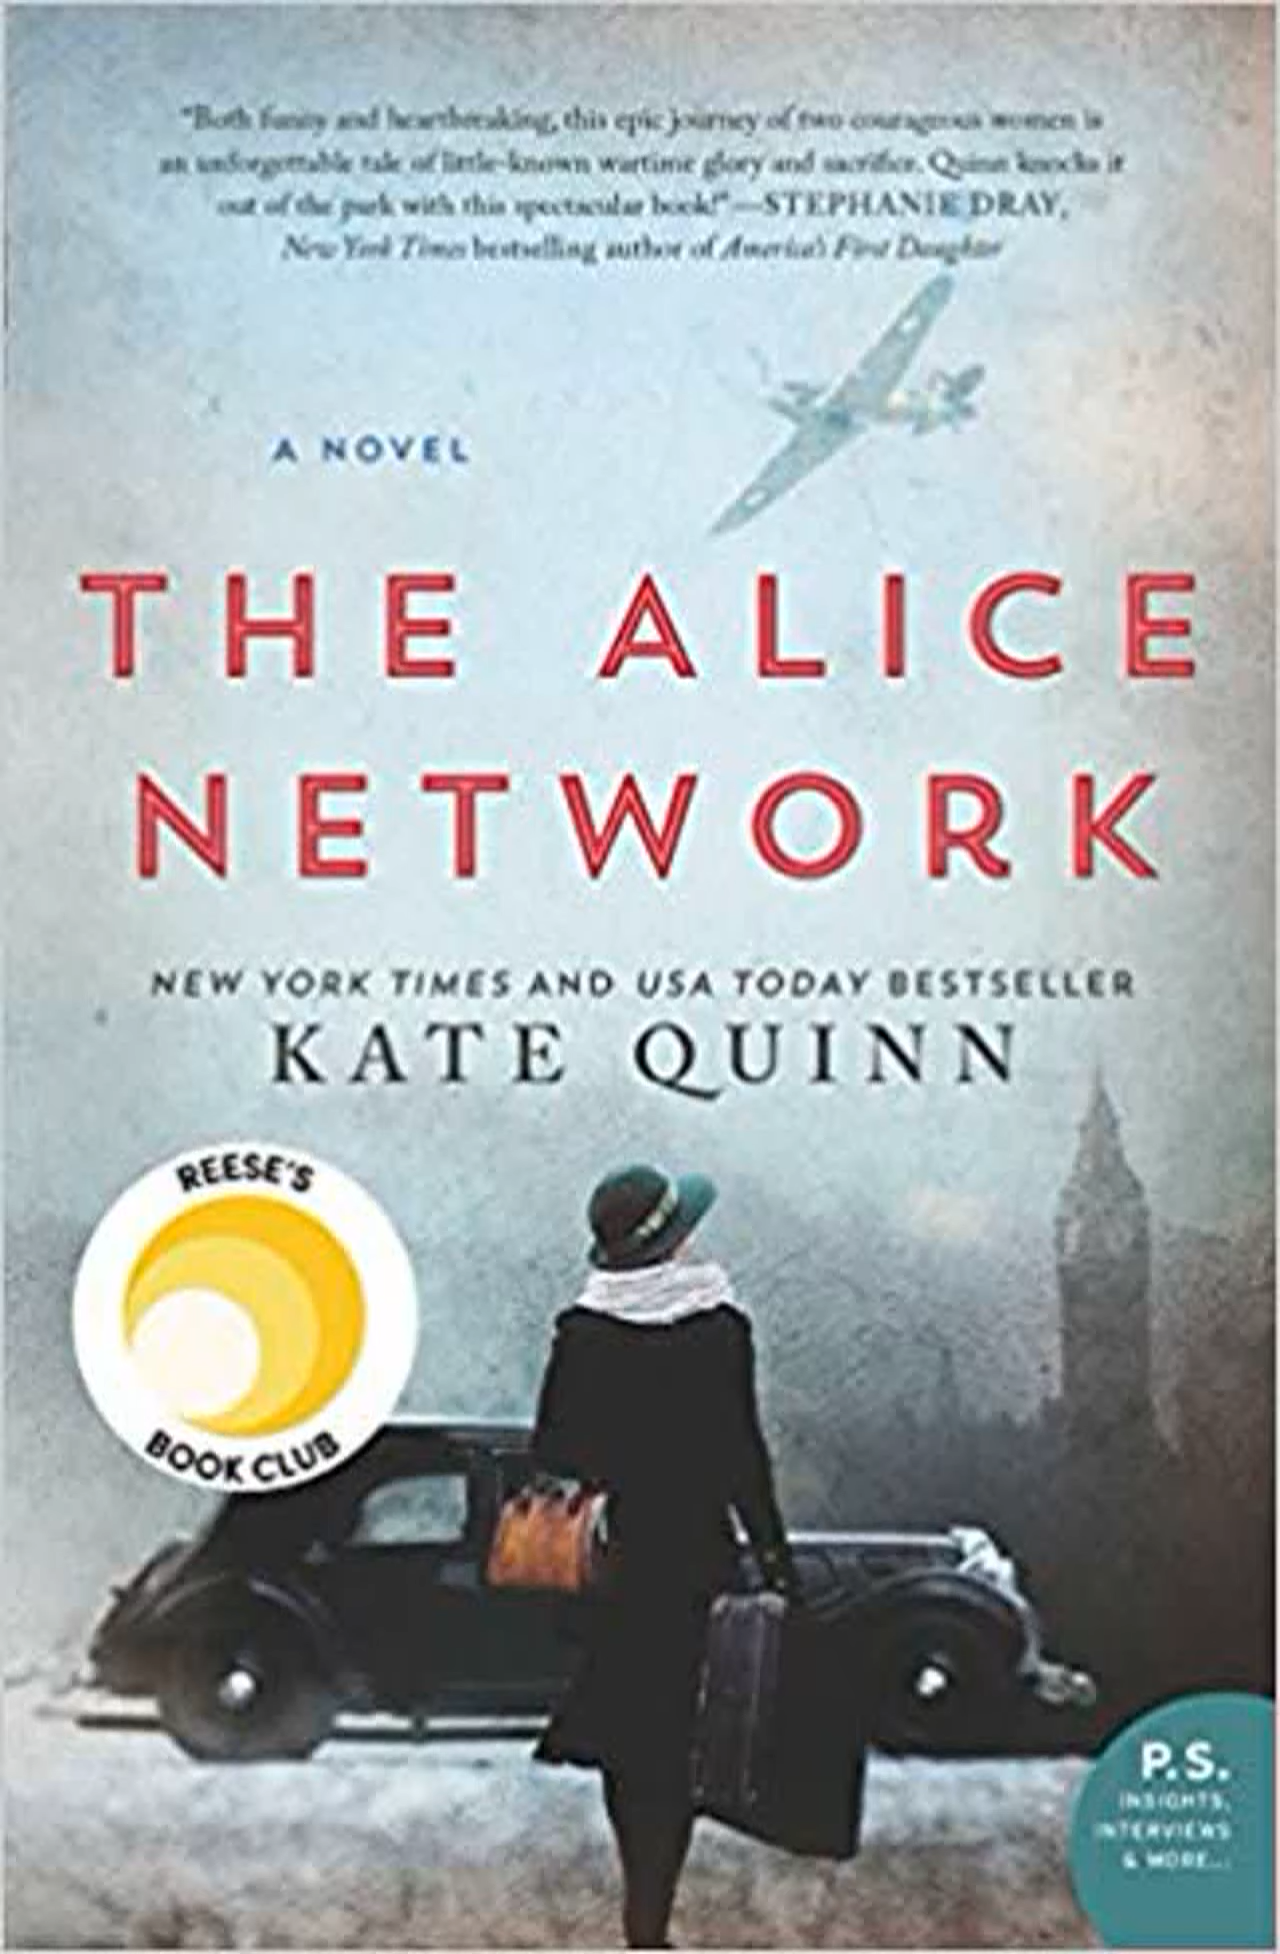 "Both funny and heartbreaking, this epic journey of two courageous women is
an unforgettable tale of little-known wartime glory and sacrifice. Quinn knocks it
out of the park with this spectacular book!"—STEPHANIE DRAY,
New York Times bestselling author of America's First Daughter
A NOVEL
THE ALICE
NETWORK
NEW YORK TIMES AND USA TODAY BESTSELLER
KATE QUINN
REESE'S
BOOK CLUB
P.S.
INSIGHTS,
INTERVIEWS
& MORE...